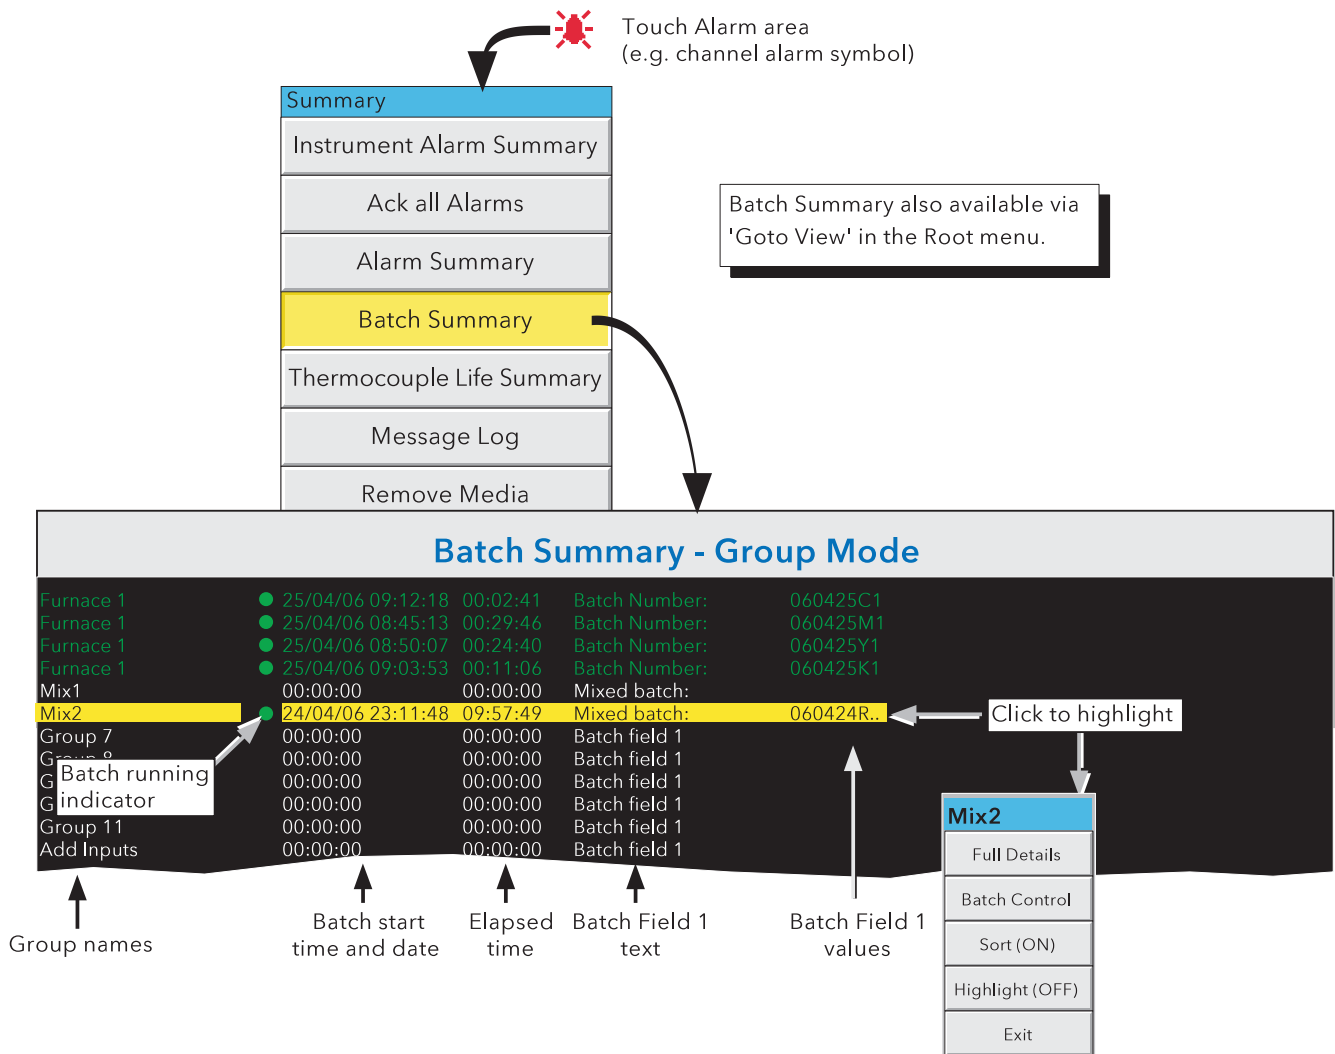 Touch Alarm area
(e.g. channel alarm symbol)
Summary
Instrument Alarm Summary
Ack all Alarms
Alarm Summary
Batch Summary
Thermocouple Life Summary
Message Log
Remove Media
Batch Summary also available via
'Goto View' in the Root menu.
Batch Summary - Group Mode
Furnace 1 25/04/06 09:12:18 00:02:41 Batch Number: 060425C1
Furnace 1 25/04/06 08:45:13 00:29:46 Batch Number: 060425M1
Furnace 1 25/04/06 08:50:07 00:24:40 Batch Number: 060425Y1
Furnace 1 25/04/06 09:03:53 00:11:06 Batch Number: 060425K1
Mix1 00:00:00 00:00:00 Mixed batch:
Mix2 24/04/06 23:11:48 09:57:49 Mixed batch: 060424R..
Group 7 00:00:00 00:00:00 Batch field 1
00:00:00 00:00:00 Batch field 1
G 00:00:00 00:00:00 Batch field 1
G 00:00:00 00:00:00 Batch field 1
Group 11 00:00:00 00:00:00 Batch field 1
Add Inputs 00:00:00 00:00:00 Batch field 1
Click to highlight
Batch running
indicator
Mix2
Full Details
Batch Control
Sort (ON)
Highlight (OFF)
Exit
Group names
Batch start
time and date
Elapsed
time
Batch Field 1
text
Batch Field 1
values